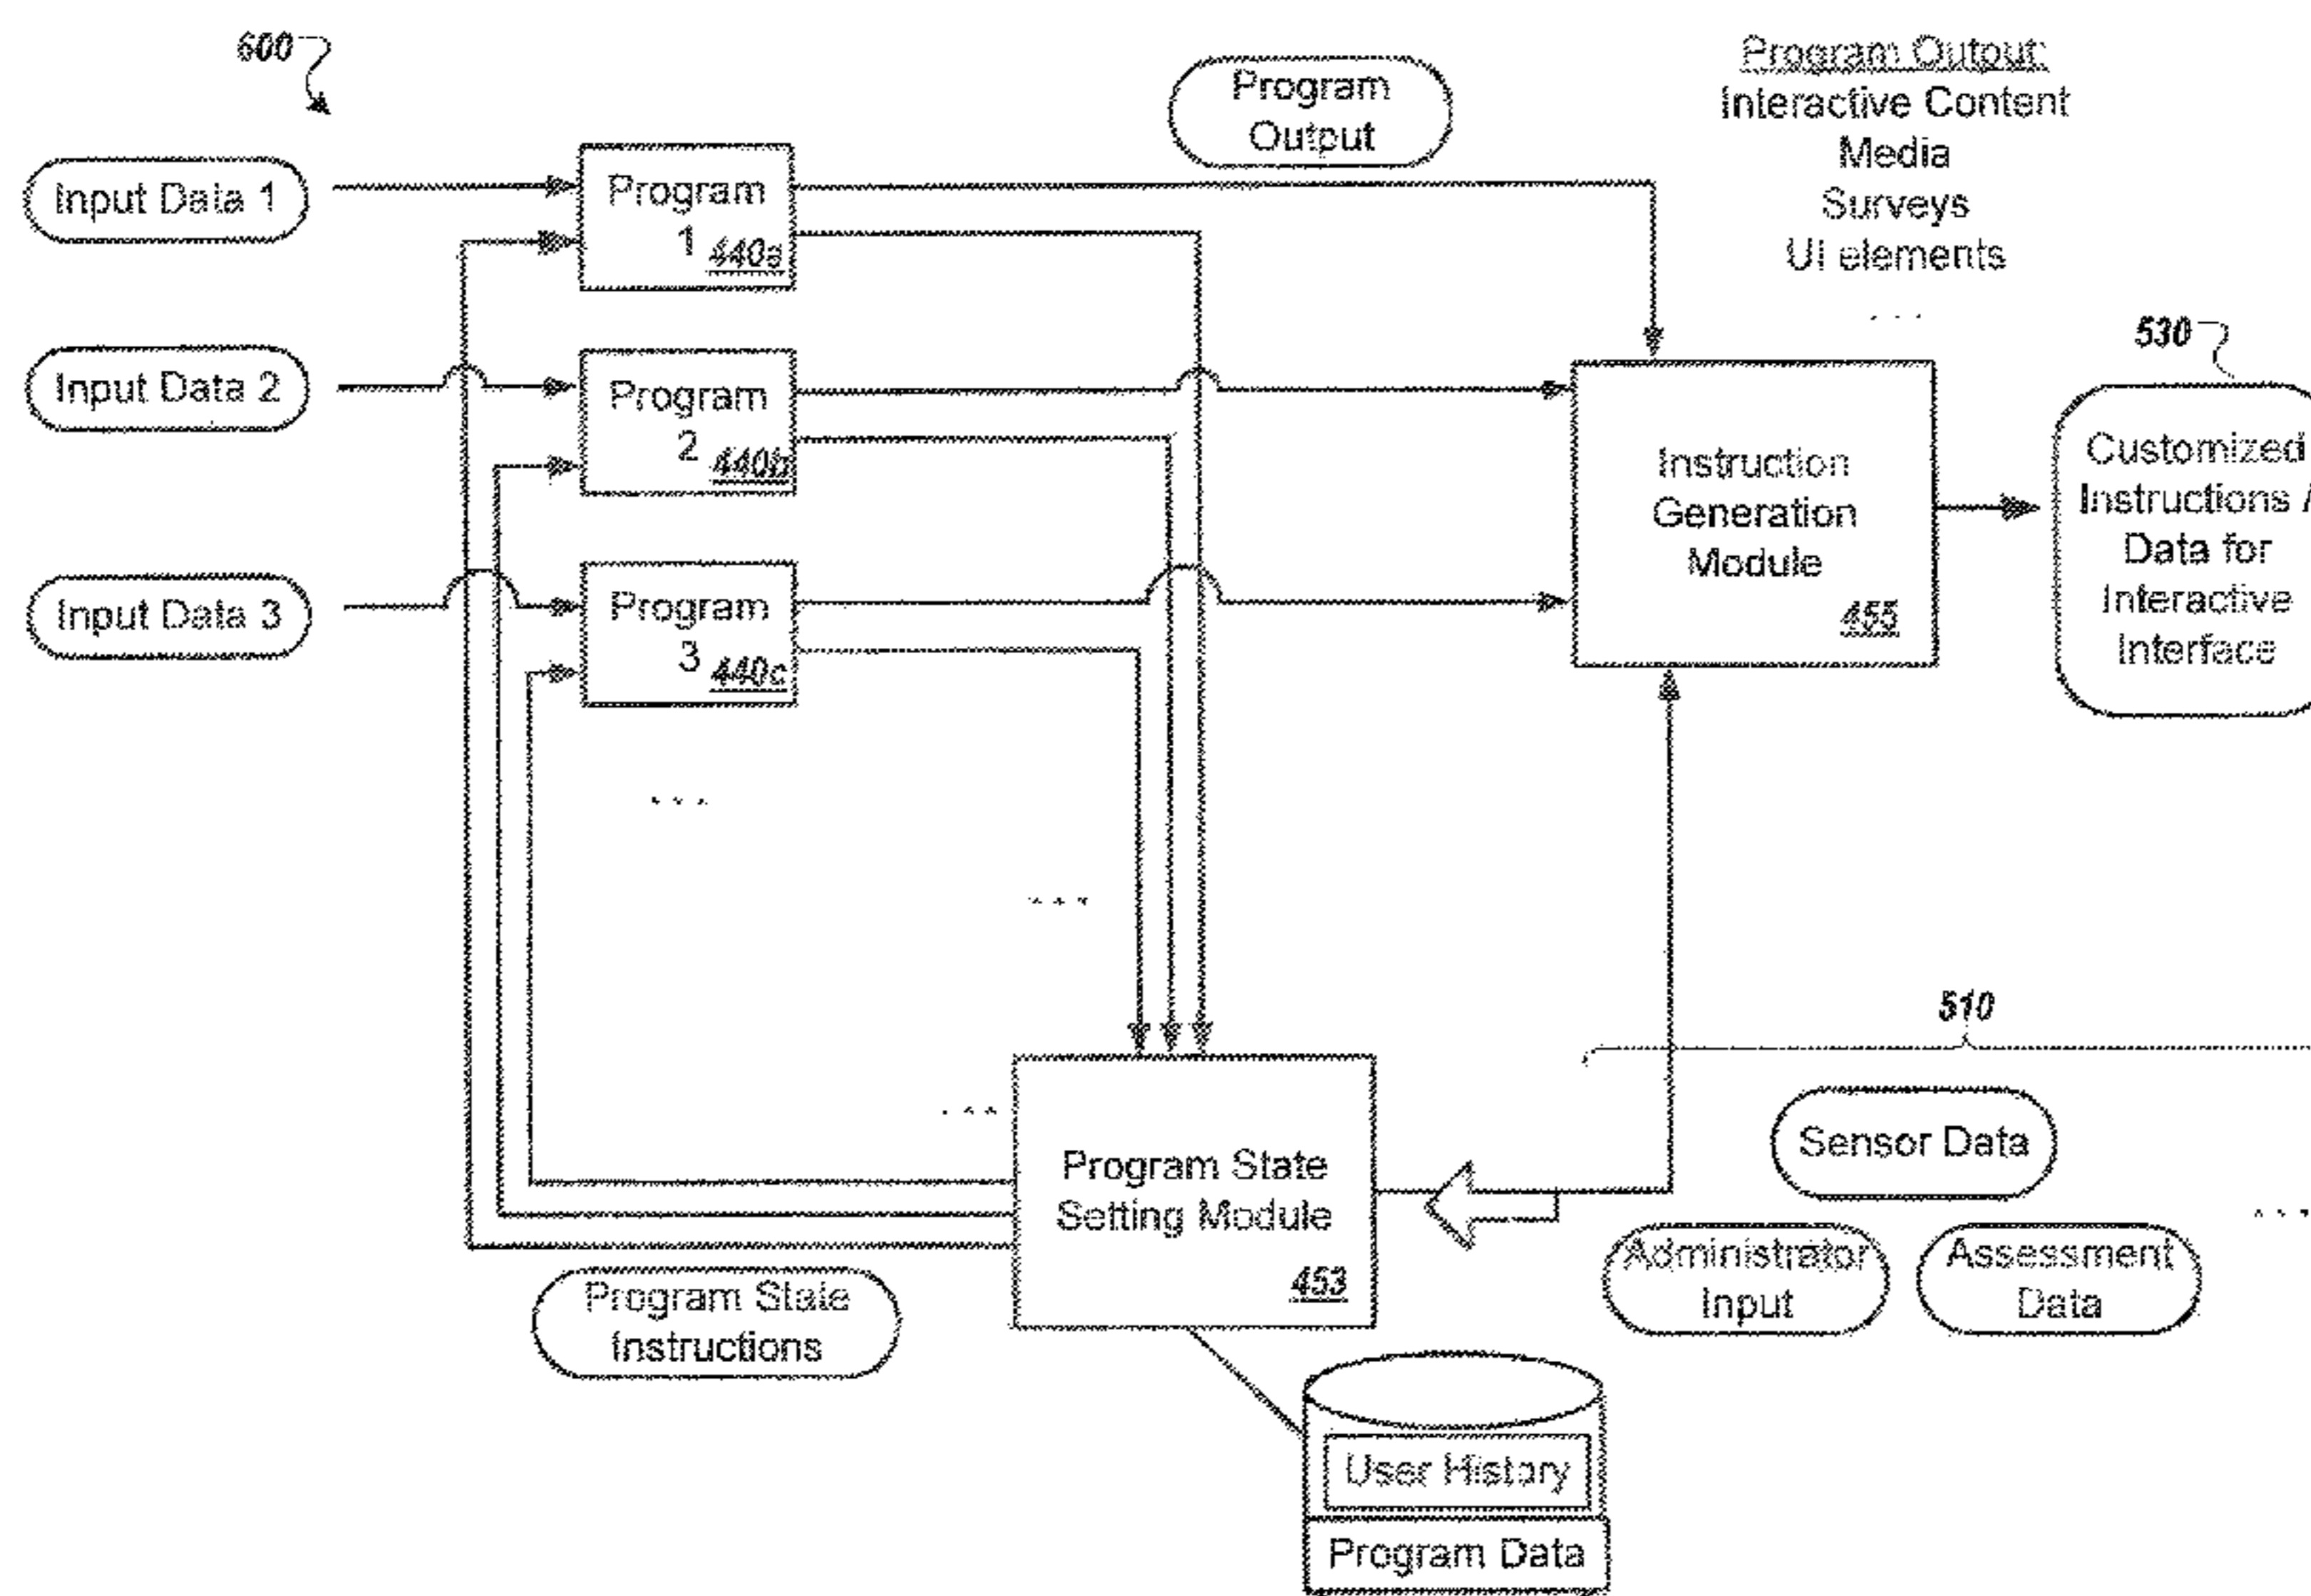 600
Program
Output
Program Output:
Interactive Content
Media
Surveys
UI elements
. . .
Input Data 1
Program
1 440a
Input Data 2
Program
2 440b
Input Data 3
Program
3 440c
Instruction
Generation
Module
455
530
Customized
Instructions /
Data for
Interactive
Interface
. . .
. . .
. . .
510
Program State
Setting Module
453
Sensor Data
Administrator
Input
Assessment
Data
. . .
Program State
Instructions
User History
Program Data